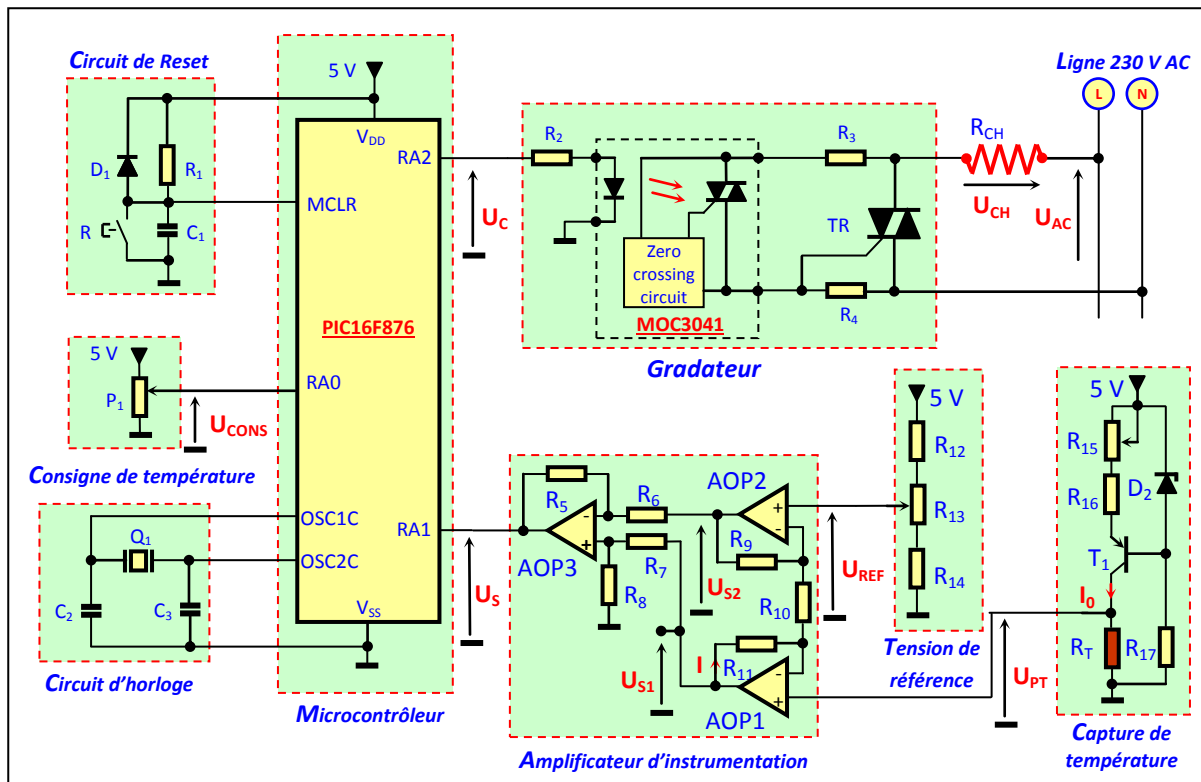 Circuit de Reset
5 V
D1
R1
R
C1
VDD
RA2
MCLR
PIC16F876
RA0
OSC1C
OSC2C
RA1
VSS
Microcontrôleur
5 V
P1
UCONS
Consigne de température
Q1
C2
C3
Circuit d'horloge
UC
R2
Zero
crossing
circuit
MOC3041
R3
TR
R4
Gradateur
RCH
UCH
UAC
Ligne 230 V AC
L
N
US
R5
AOP3
R6
R7
R8
US2
US1
AOP2
R9
R10
R11
I
AOP1
Amplificateur d'instrumentation
UREF
5 V
R12
R13
R14
Tension de
référence
UPT
5 V
R15
R16
D2
T1
I0
RT
R17
Capture de
température